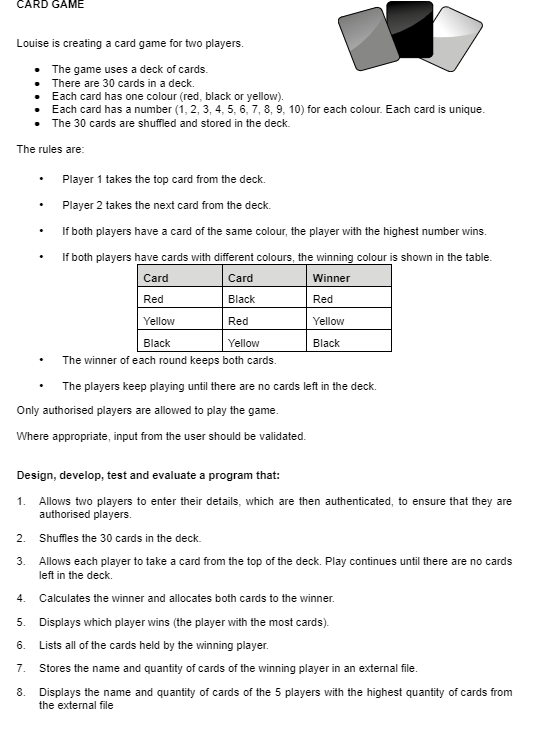 CARD GAME
Louise is creating a card game for two players.
• The game uses a deck of cards.
• There are 30 cards in a deck.
• Each card has one colour (red, black or yellow).
• Each card has a number (1, 2, 3, 4, 5, 6, 7, 8, 9, 10) for each colour. Each card is unique.
• The 30 cards are shuffled and stored in the deck.
The rules are:
• Player 1 takes the top card from the deck.
• Player 2 takes the next card from the deck.
• If both players have a card of the same colour, the player with the highest number wins.
• If both players have cards with different colours, the winning colour is shown in the table.
Card Card Winner
Red Black Red
Yellow Red Yellow
Black Yellow Black
• The winner of each round keeps both cards.
• The players keep playing until there are no cards left in the deck.
Only authorised players are allowed to play the game.
Where appropriate, input from the user should be validated.
Design, develop, test and evaluate a program that:
1. Allows two players to enter their details, which are then authenticated, to ensure that they are
authorised players.
2. Shuffles the 30 cards in the deck.
3. Allows each player to take a card from the top of the deck. Play continues until there are no cards
left in the deck.
4. Calculates the winner and allocates both cards to the winner.
5. Displays which player wins (the player with the most cards).
6. Lists all of the cards held by the winning player.
7. Stores the name and quantity of cards of the winning player in an external file.
8. Displays the name and quantity of cards of the 5 players with the highest quantity of cards from
the external file